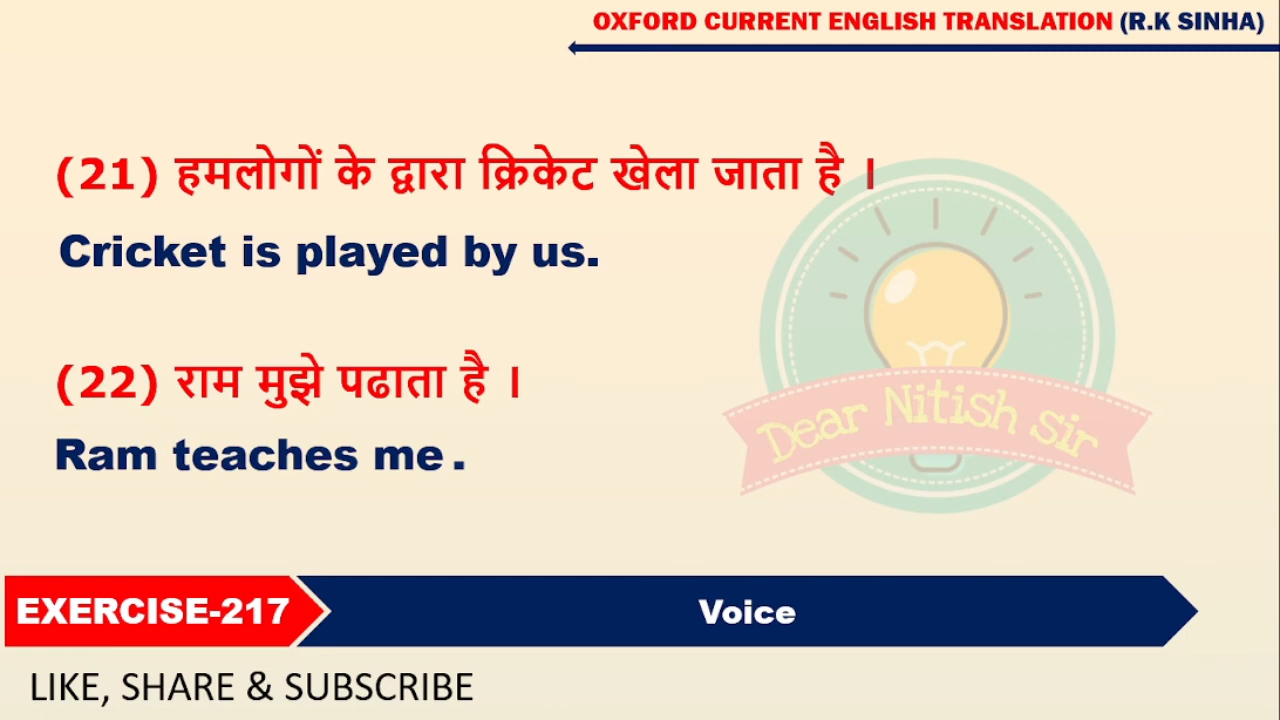 OXFORD CURRENT ENGLISH TRANSLATION (R.K SINHA)
(21) हमलोगों के द्वारा क्रिकेट खेला जाता है ।
Cricket is played by us.
(22) राम मुझे पढाता है ।
Ram teaches me .
Dear Nitish sir
EXERCISE-217
Voice
LIKE, SHARE & SUBSCRIBE